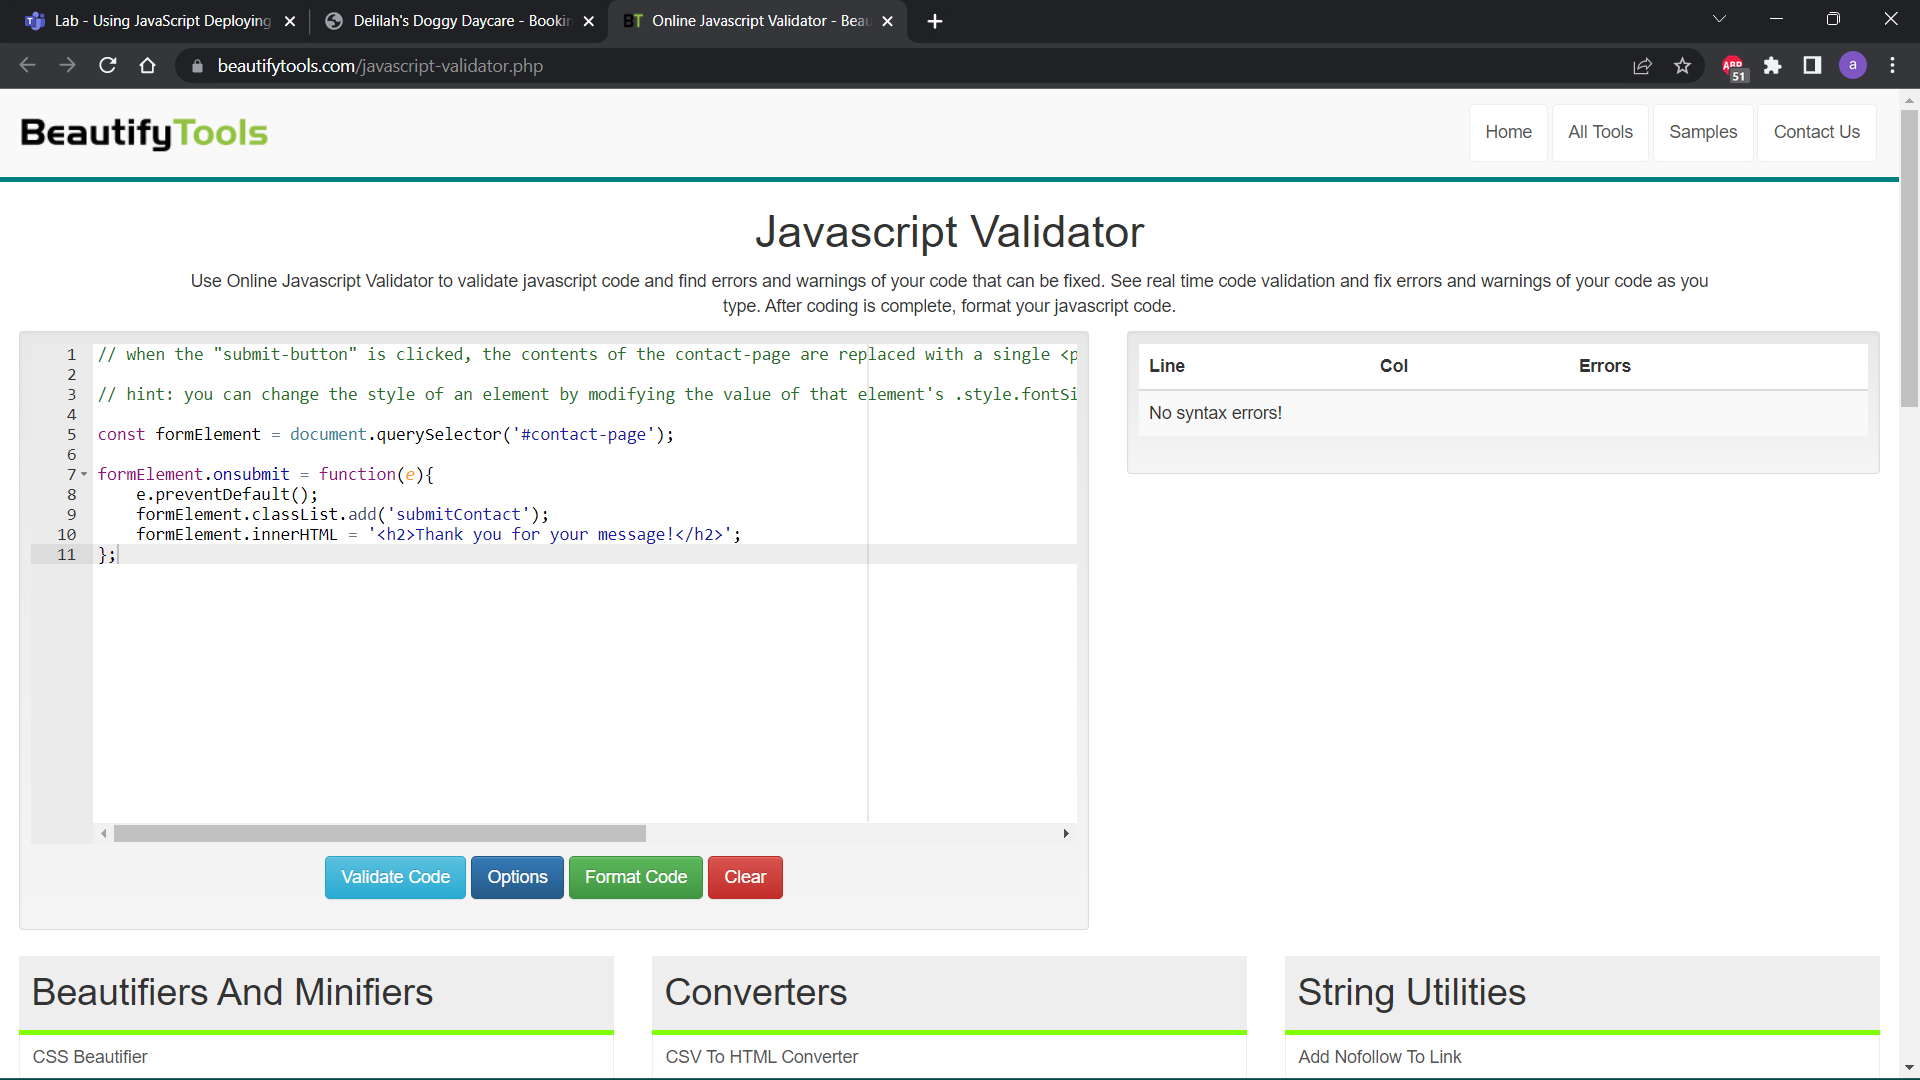 Lab - Using JavaScript Deploying
Delilah's Doggy Daycare - Bookin
BT Online Javascript Validator - Beau
beautifytools.com/javascript-validator.php
ABP
51
a
BeautifyTools
Home
All Tools
Samples
Contact Us
Javascript Validator
Use Online Javascript Validator to validate javascript code and find errors and warnings of your code that can be fixed. See real time code validation and fix errors and warnings of your code as you
type. After coding is complete, format your javascript code.
1 // when the "submit-button" is clicked, the contents of the contact-page are replaced with a single <p
2
3 // hint: you can change the style of an element by modifying the value of that element's .style.fontSi
4
5 const formElement = document.querySelector('#contact-page');
6
7 formElement.onsubmit = function(e){
8 e.preventDefault();
9 formElement.classList.add('submitContact');
10 formElement.innerHTML = '<h2>Thank you for your message!</h2>';
11 };
Line Col Errors
No syntax errors!
Validate Code
Options
Format Code
Clear
Beautifiers And Minifiers
CSS Beautifier
Converters
CSV To HTML Converter
String Utilities
Add Nofollow To Link